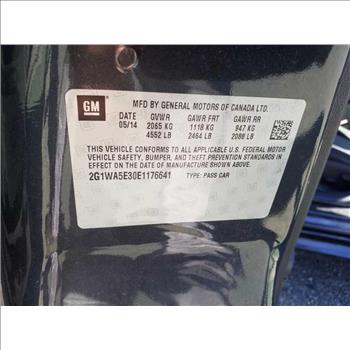 GM
MFD BY GENERAL MOTORS OF CANADA LTD.
DATE GVWR GAWR FRT GAWR RR
05/14 2065 KG 1118 KG 947 KG
4552 LB 2464 LB 2088 LB
THIS VEHICLE CONFORMS TO ALL APPLICABLE U.S. FEDERAL MOTOR
VEHICLE SAFETY, BUMPER, AND THEFT PREVENTION STANDARDS IN
EFFECT ON THE DATE OF MANUFACTURE SHOWN ABOVE.
2G1WA5E30E1176641 TYPE: PASS CAR